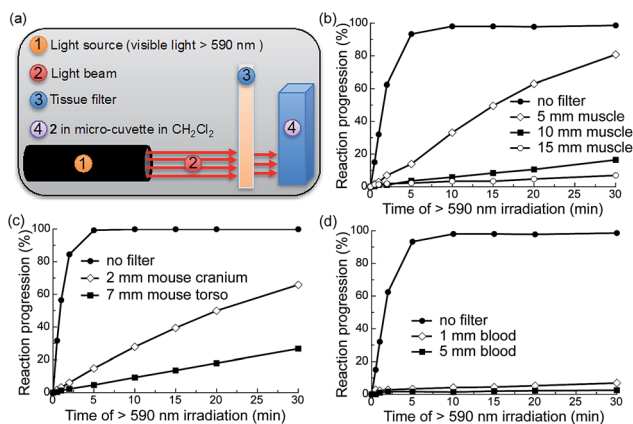 (a)
1 Light source (visible light > 590 nm )
2 Light beam
3 Tissue filter
4 2 in micro-cuvette in CH2Cl2
1
2
3
4
(b)
Reaction progression (%)
100
80
60
40
20
0
no filter
5 mm muscle
10 mm muscle
15 mm muscle
0 5 10 15 20 25 30
Time of > 590 nm irradiation (min)
(c)
Reaction progression (%)
100
80
60
40
20
0
no filter
2 mm mouse cranium
7 mm mouse torso
0 5 10 15 20 25 30
Time of > 590 nm irradiation (min)
(d)
Reaction progression (%)
100
80
60
40
20
0
no filter
1 mm blood
5 mm blood
0 5 10 15 20 25 30
Time of > 590 nm irradiation (min)